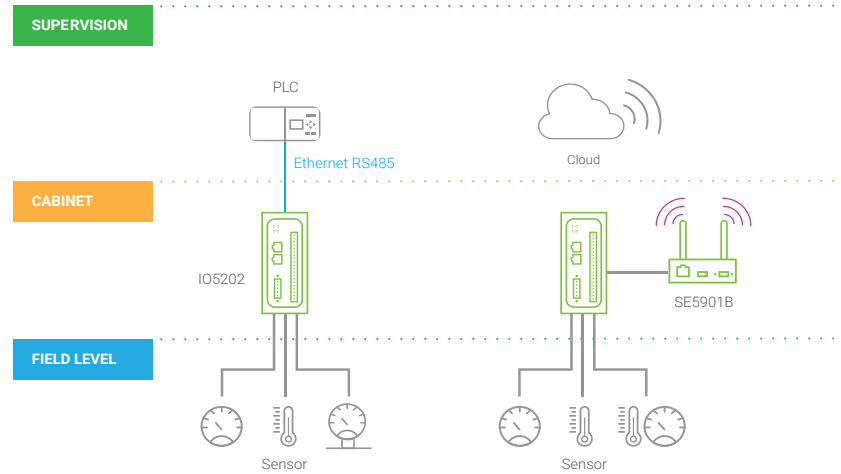 SUPERVISION
PLC
Cloud
Ethernet RS485
CABINET
IO5202
SE5901B
FIELD LEVEL
Sensor
Sensor